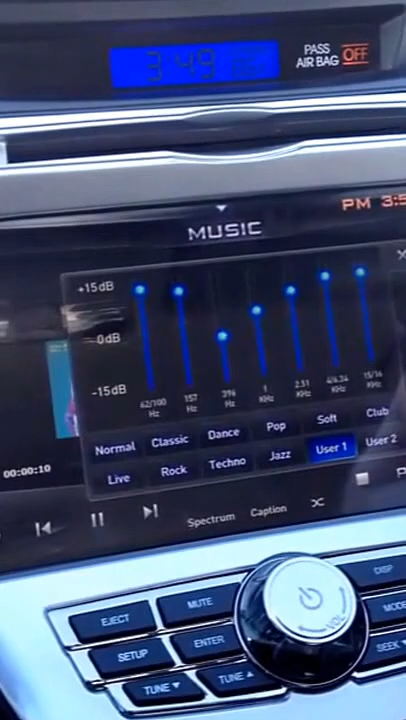 3:49
PASS
AIR BAG OFF
PM 3:5
MUSIC
+15dB
0dB
-15dB
62/100 Hz
157 Hz
396 Hz
1 KHz
2.51 KHz
4/6.34 KHz
15/16 KHz
Normal Classic Dance Pop Soft Club
Live Rock Techno Jazz User 1 User 2
00:00:10
Spectrum Caption
EJECT MUTE DISP
SETUP ENTER MODE
TUNE ▼ TUNE ▲ SEEK
VOL